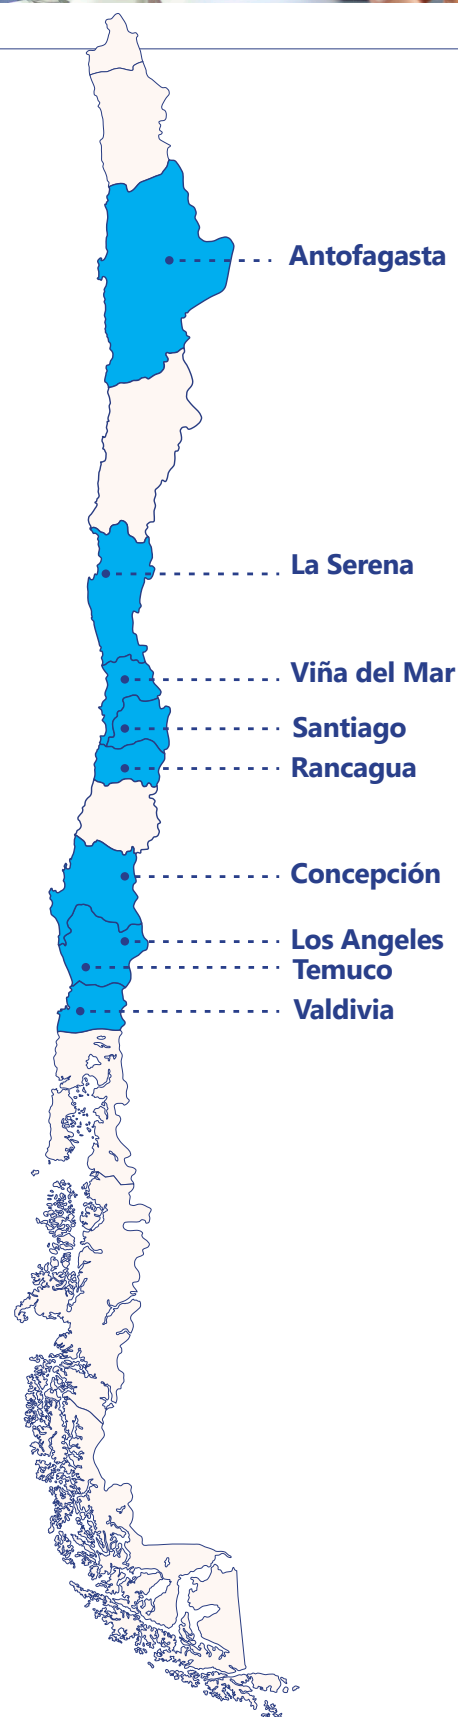 Antofagasta
La Serena
Viña del Mar
Santiago
Rancagua
Concepción
Los Angeles
Temuco
Valdivia